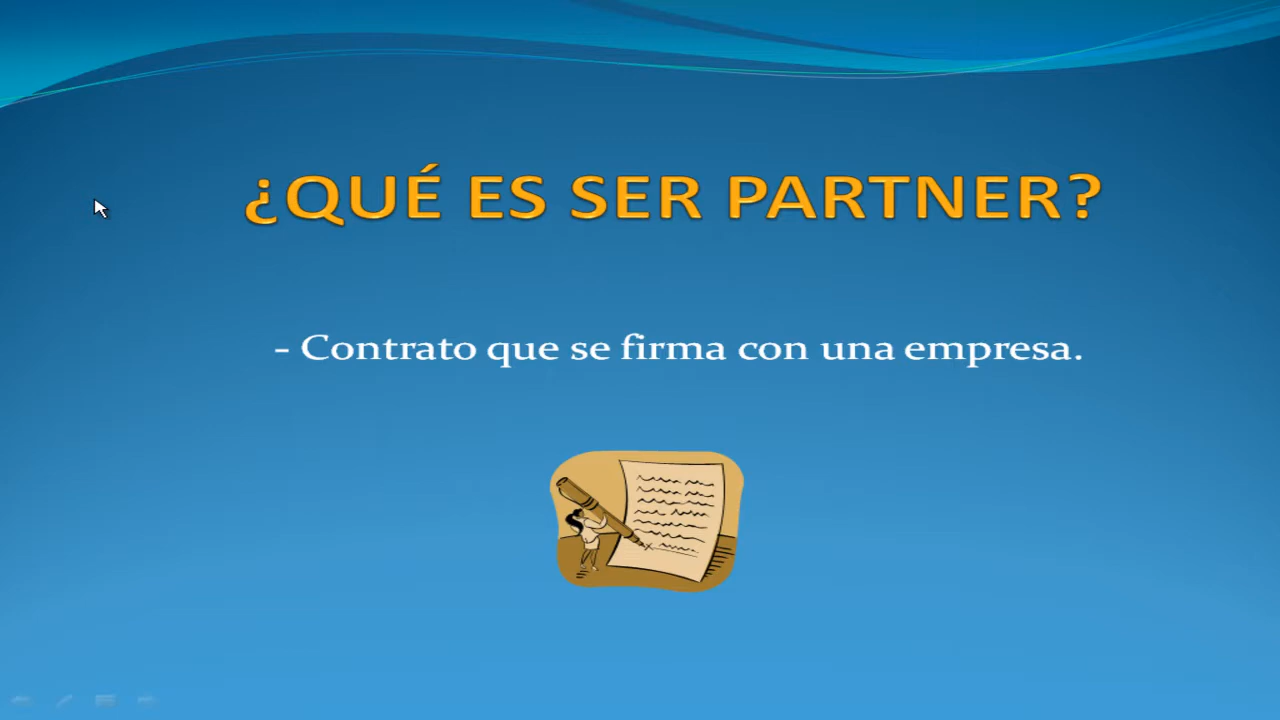 ¿QUÉ ES SER PARTNER?
- Contrato que se firma con una empresa.